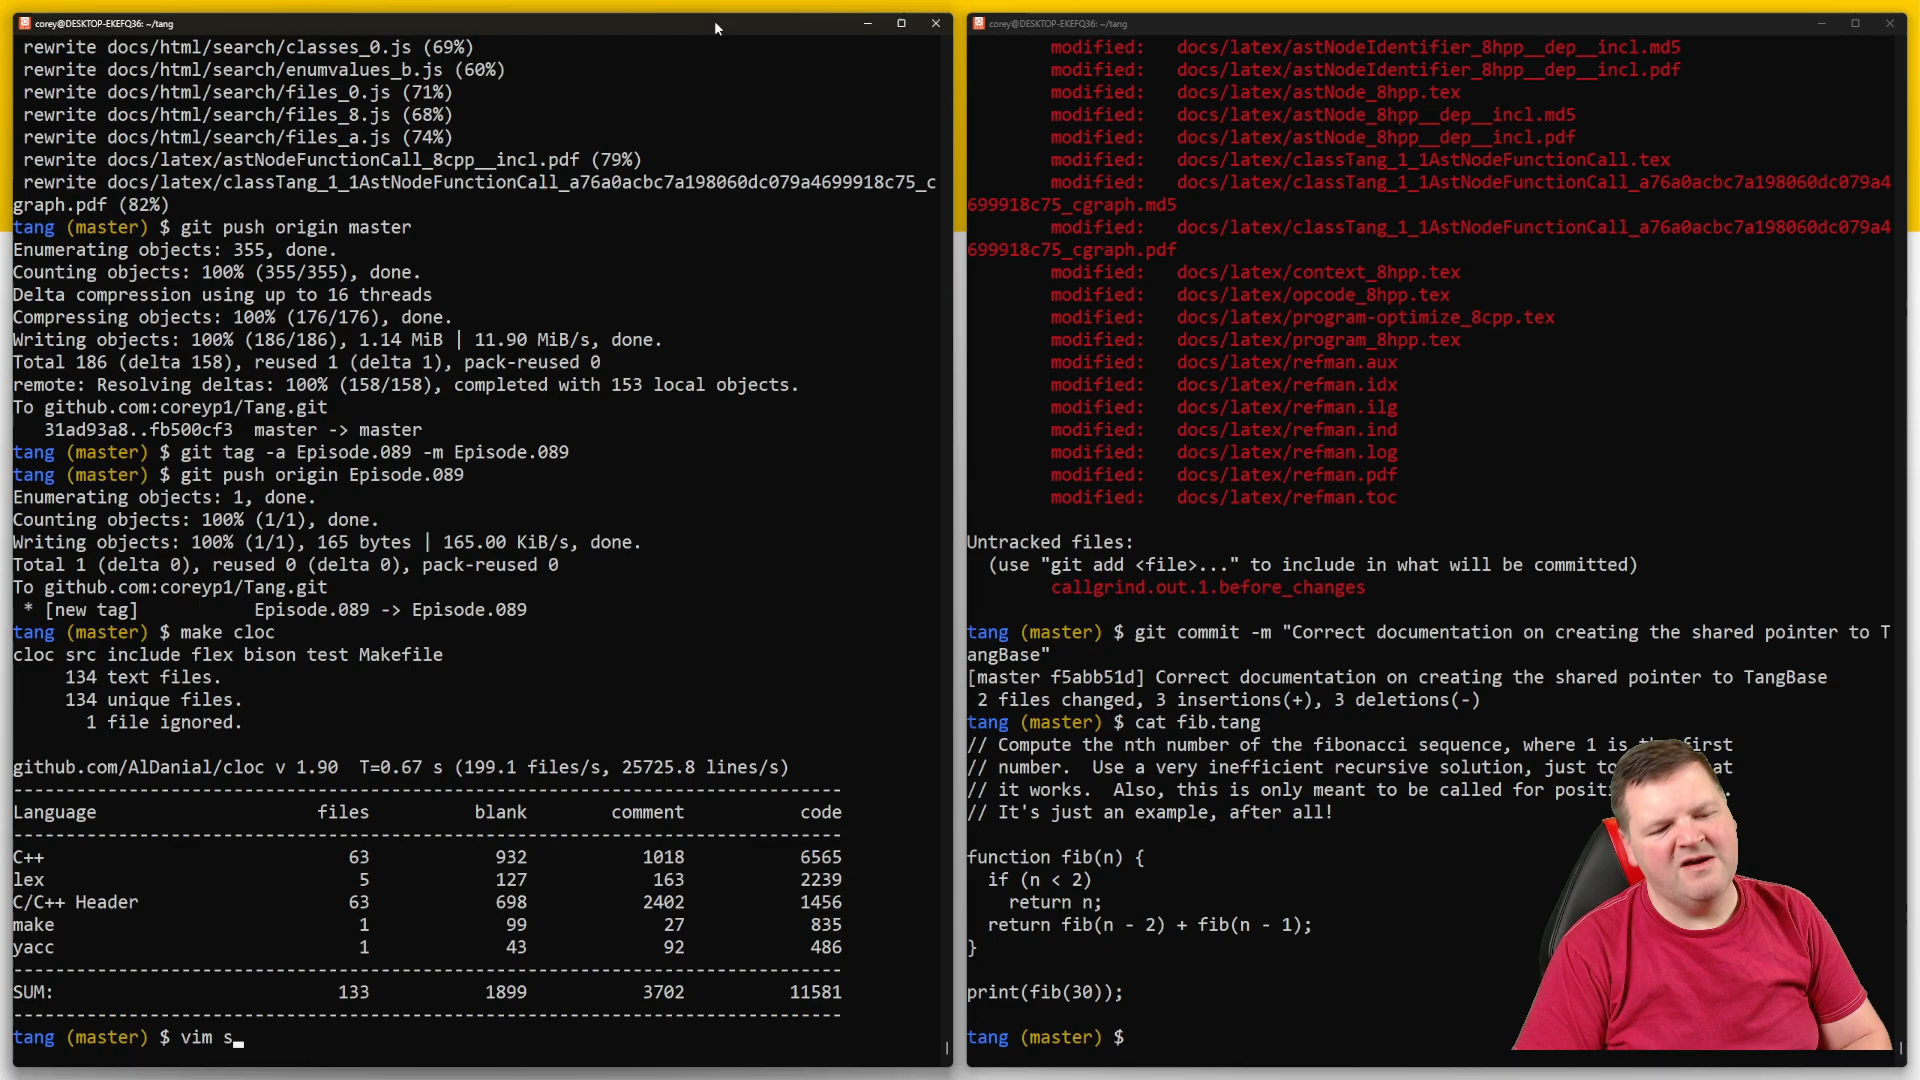 corey@DESKTOP-EKEFQ36: ~/tang
rewrite docs/html/search/classes_0.js (69%)
rewrite docs/html/search/enumvalues_b.js (60%)
rewrite docs/html/search/files_0.js (71%)
rewrite docs/html/search/files_8.js (68%)
rewrite docs/html/search/files_a.js (74%)
rewrite docs/latex/astNodeFunctionCall_8cpp__incl.pdf (79%)
rewrite docs/latex/classTang_1_1AstNodeFunctionCall_a76a0acbc7a198060dc079a4699918c75_c
graph.pdf (82%)
tang (master) $ git push origin master
Enumerating objects: 355, done.
Counting objects: 100% (355/355), done.
Delta compression using up to 16 threads
Compressing objects: 100% (176/176), done.
Writing objects: 100% (186/186), 1.14 MiB | 11.90 MiB/s, done.
Total 186 (delta 158), reused 1 (delta 1), pack-reused 0
remote: Resolving deltas: 100% (158/158), completed with 153 local objects.
To github.com:coreyp1/Tang.git
31ad93a8..fb500cf3  master -> master
tang (master) $ git tag -a Episode.089 -m Episode.089
tang (master) $ git push origin Episode.089
Enumerating objects: 1, done.
Counting objects: 100% (1/1), done.
Writing objects: 100% (1/1), 165 bytes | 165.00 KiB/s, done.
Total 1 (delta 0), reused 0 (delta 0), pack-reused 0
To github.com:coreyp1/Tang.git
* [new tag]           Episode.089 -> Episode.089
tang (master) $ make cloc
cloc src include flex bison test Makefile
134 text files.
134 unique files.
1 file ignored.
github.com/AlDanial/cloc v 1.90  T=0.67 s (199.1 files/s, 25725.8 lines/s)
-------------------------------------------------------------------------------
Language                     files          blank        comment           code
-------------------------------------------------------------------------------
C++                             63            932           1018           6565
lex                              5            127            163           2239
C/C++ Header                    63            698           2402           1456
make                             1             99             27            835
yacc                             1             43             92            486
-------------------------------------------------------------------------------
SUM:                           133           1899           3702          11581
-------------------------------------------------------------------------------
tang (master) $ vim s
corey@DESKTOP-EKEFQ36: ~/tang
modified:   docs/latex/astNodeIdentifier_8hpp__dep__incl.md5
modified:   docs/latex/astNodeIdentifier_8hpp__dep__incl.pdf
modified:   docs/latex/astNode_8hpp.tex
modified:   docs/latex/astNode_8hpp__dep__incl.md5
modified:   docs/latex/astNode_8hpp__dep__incl.pdf
modified:   docs/latex/classTang_1_1AstNodeFunctionCall.tex
modified:   docs/latex/classTang_1_1AstNodeFunctionCall_a76a0acbc7a198060dc079a4
699918c75_cgraph.md5
modified:   docs/latex/classTang_1_1AstNodeFunctionCall_a76a0acbc7a198060dc079a4
699918c75_cgraph.pdf
modified:   docs/latex/context_8hpp.tex
modified:   docs/latex/opcode_8hpp.tex
modified:   docs/latex/program-optimize_8cpp.tex
modified:   docs/latex/program_8hpp.tex
modified:   docs/latex/refman.aux
modified:   docs/latex/refman.idx
modified:   docs/latex/refman.ilg
modified:   docs/latex/refman.ind
modified:   docs/latex/refman.log
modified:   docs/latex/refman.pdf
modified:   docs/latex/refman.toc
Untracked files:
(use "git add <file>..." to include in what will be committed)
callgrind.out.1.before_changes
tang (master) $ git commit -m "Correct documentation on creating the shared pointer to T
angBase"
[master f5abb51d] Correct documentation on creating the shared pointer to TangBase
2 files changed, 3 insertions(+), 3 deletions(-)
tang (master) $ cat fib.tang
// Compute the nth number of the fibonacci sequence, where 1 is first
// number.  Use a very inefficient recursive solution, just
// it works.  Also, this is only meant to be called for
// It's just an example, after all!
function fib(n) {
if (n < 2)
return n;
return fib(n - 2) + fib(n - 1);
}
print(fib(30));
tang (master) $